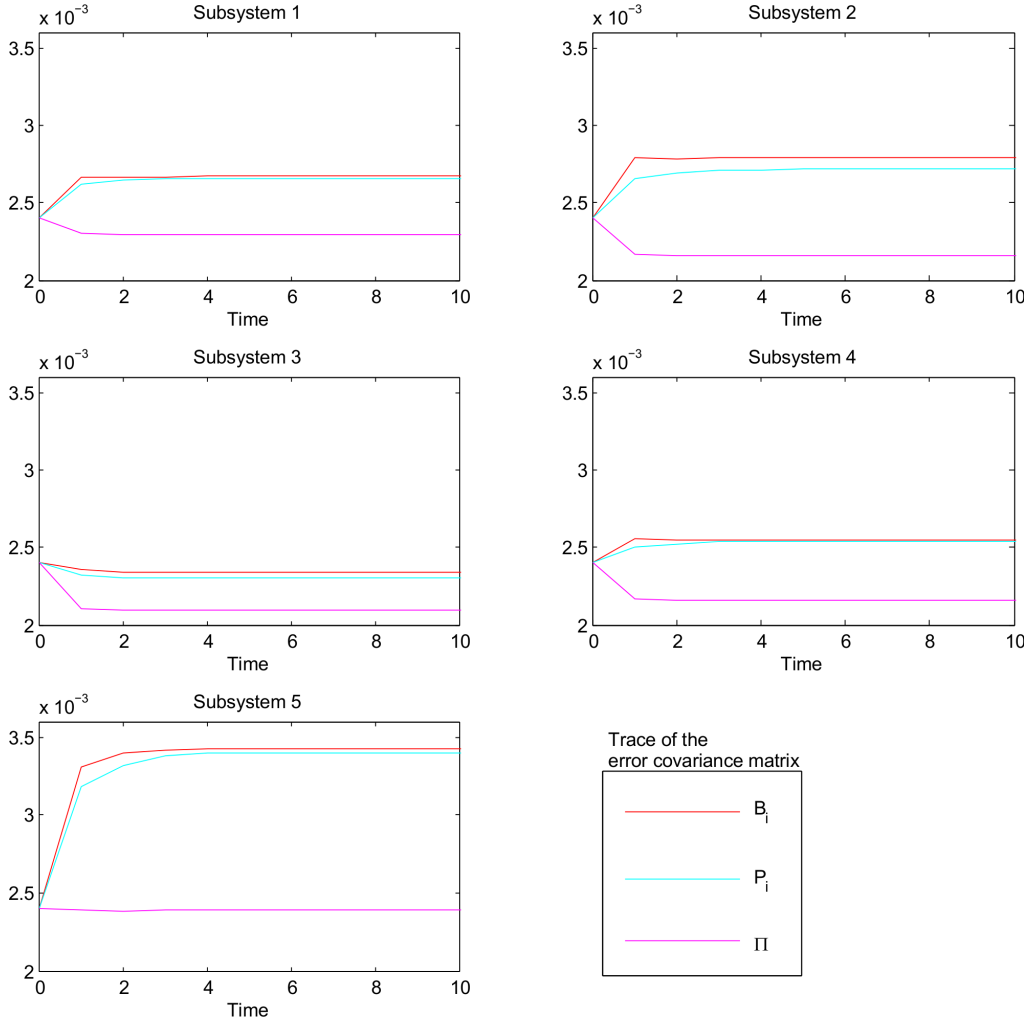 x 10⁻³
Subsystem 1
3.5
3
2.5
2
0 2 4 6 8 10
Time
x 10⁻³
Subsystem 2
3.5
3
2.5
2
0 2 4 6 8 10
Time
x 10⁻³
Subsystem 3
3.5
3
2.5
2
0 2 4 6 8 10
Time
x 10⁻³
Subsystem 4
3.5
3
2.5
2
0 2 4 6 8 10
Time
x 10⁻³
Subsystem 5
3.5
3
2.5
2
0 2 4 6 8 10
Time
Trace of the
error covariance matrix
Bᵢ
Pᵢ
Π